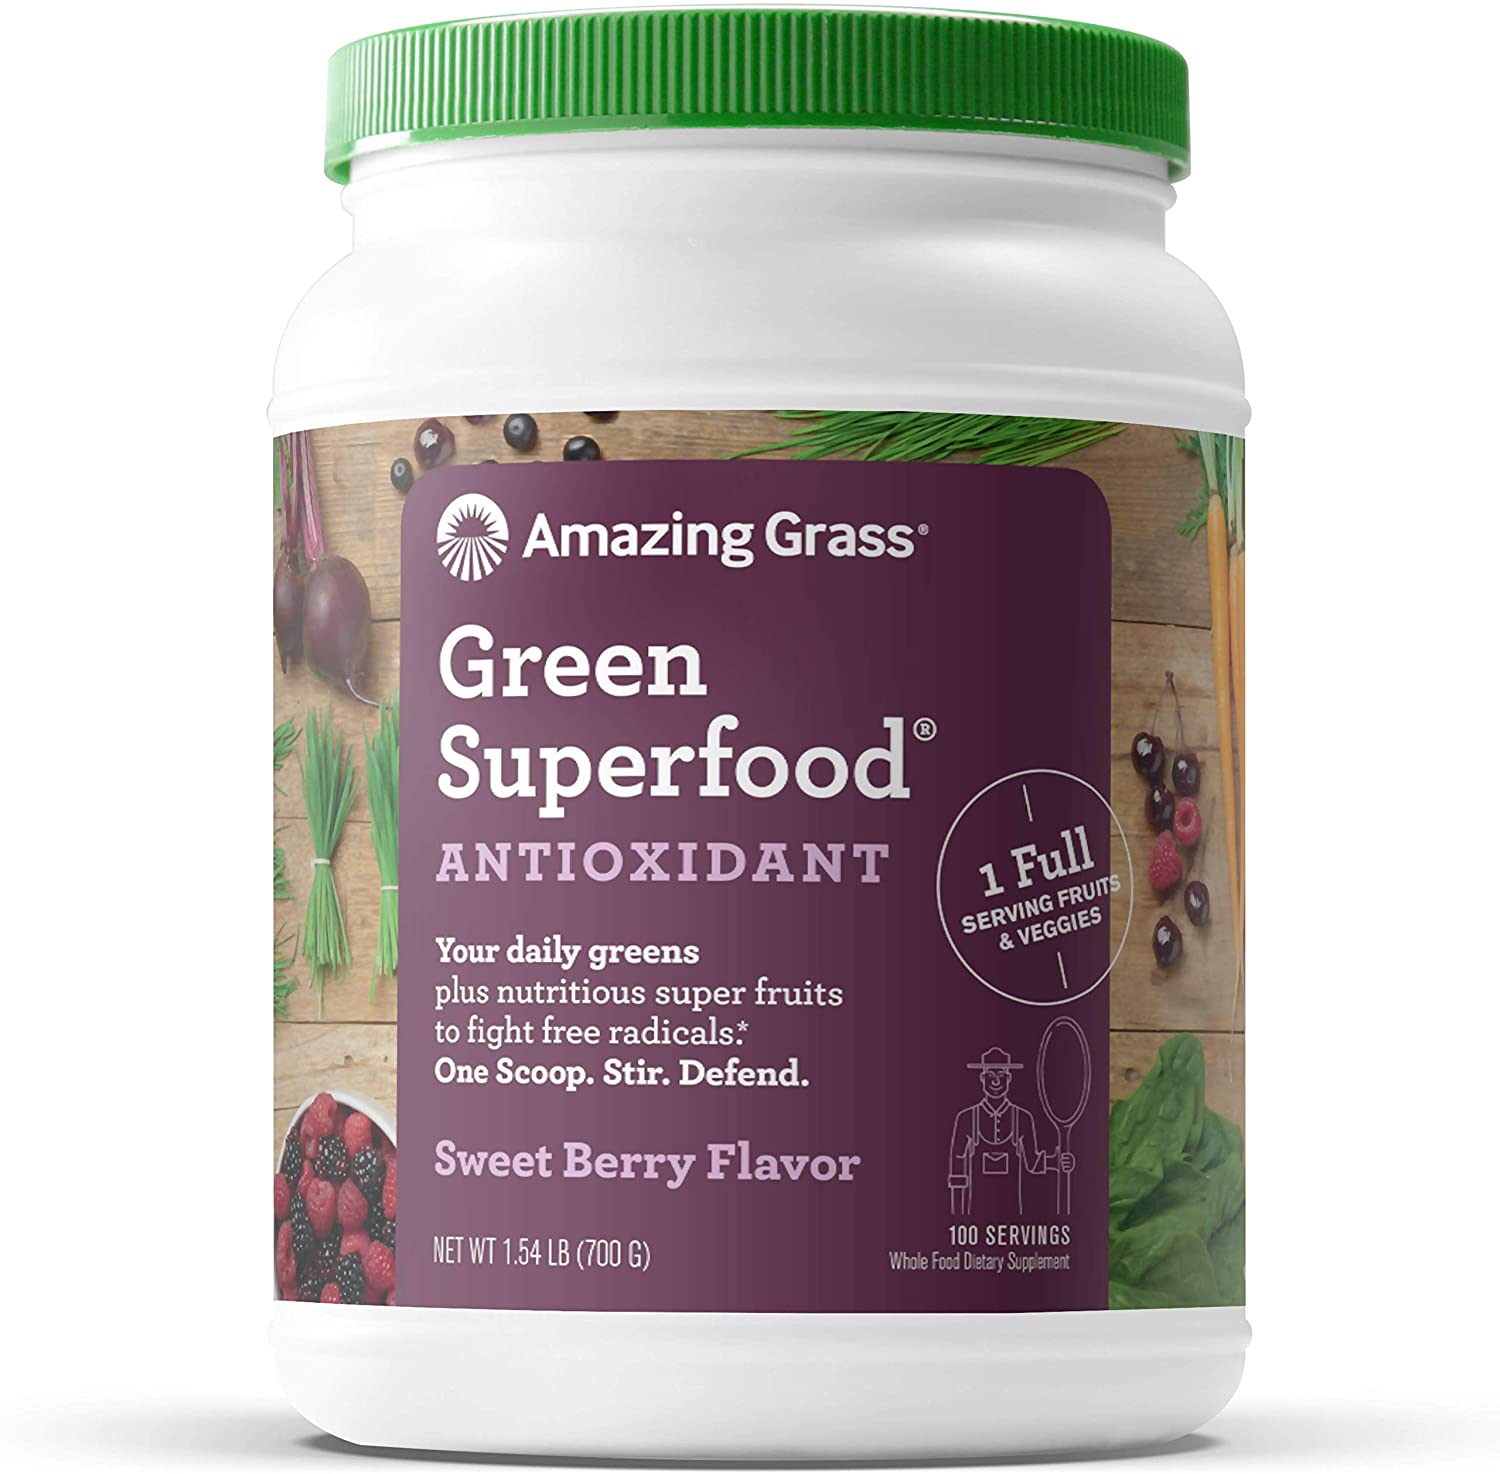 Amazing Grass®
Green
Superfood®
ANTIOXIDANT
1 Full
SERVING FRUITS
& VEGGIES
Your daily greens
plus nutritious super fruits
to fight free radicals.*
One Scoop. Stir. Defend.
Sweet Berry Flavor
NET WT 1.54 LB (700 G)
100 SERVINGS
Whole Food Dietary Supplement